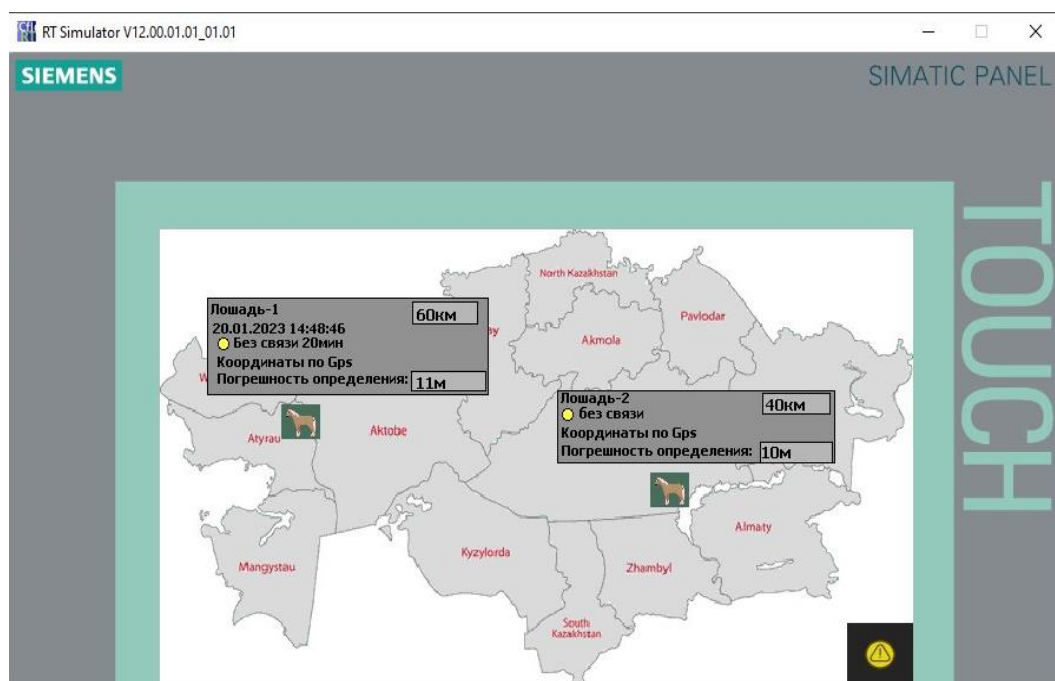 RT Simulator V12.00.01.01_01.01
SIEMENS
SIMATIC PANEL
TOUCH
North Kazakhstan
Pavlodar
Akmola
Лошадь-1
60км
20.01.2023 14:48:46
Без связи 20мин
Координаты по Gps
Погрешность определения: 11м
Лошадь-2
40км
без связи
Координаты по Gps
Погрешность определения: 10м
Atyrau
Aktobe
Almaty
Kyzylorda
Mangystau
Zhambyl
South
Kazakhstan